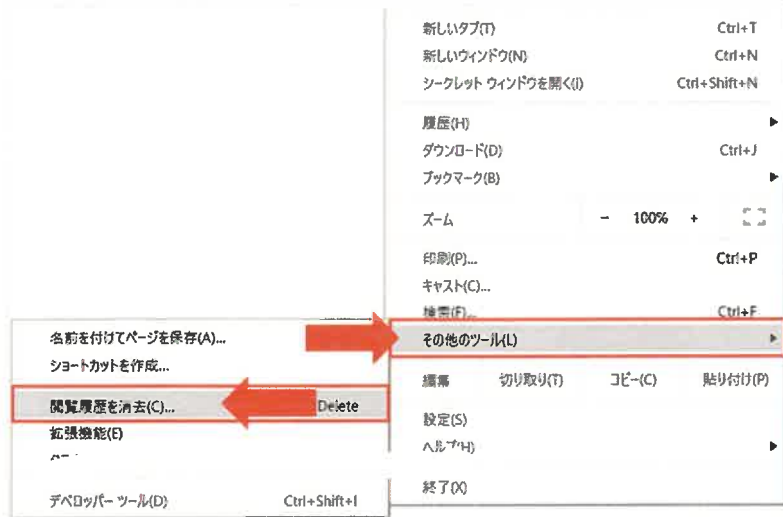 新しいタブ(T) Ctrl+T
新しいウィンドウ(N) Ctrl+N
シークレット ウィンドウを開く(I) Ctrl+Shift+N
履歴(H)
ダウンロード(D) Ctrl+J
ブックマーク(B)
ズーム - 100% +
印刷(P)... Ctrl+P
キャスト(C)...
検索(F)... Ctrl+F
その他のツール(L)
編集 切り取り(T) コピー(C) 貼り付け(P)
設定(S)
ヘルプ(H)
終了(X)
名前を付けてページを保存(A)...
ショートカットを作成...
閲覧履歴を消去(C)... Delete
拡張機能(E)
デベロッパー ツール(D) Ctrl+Shift+I